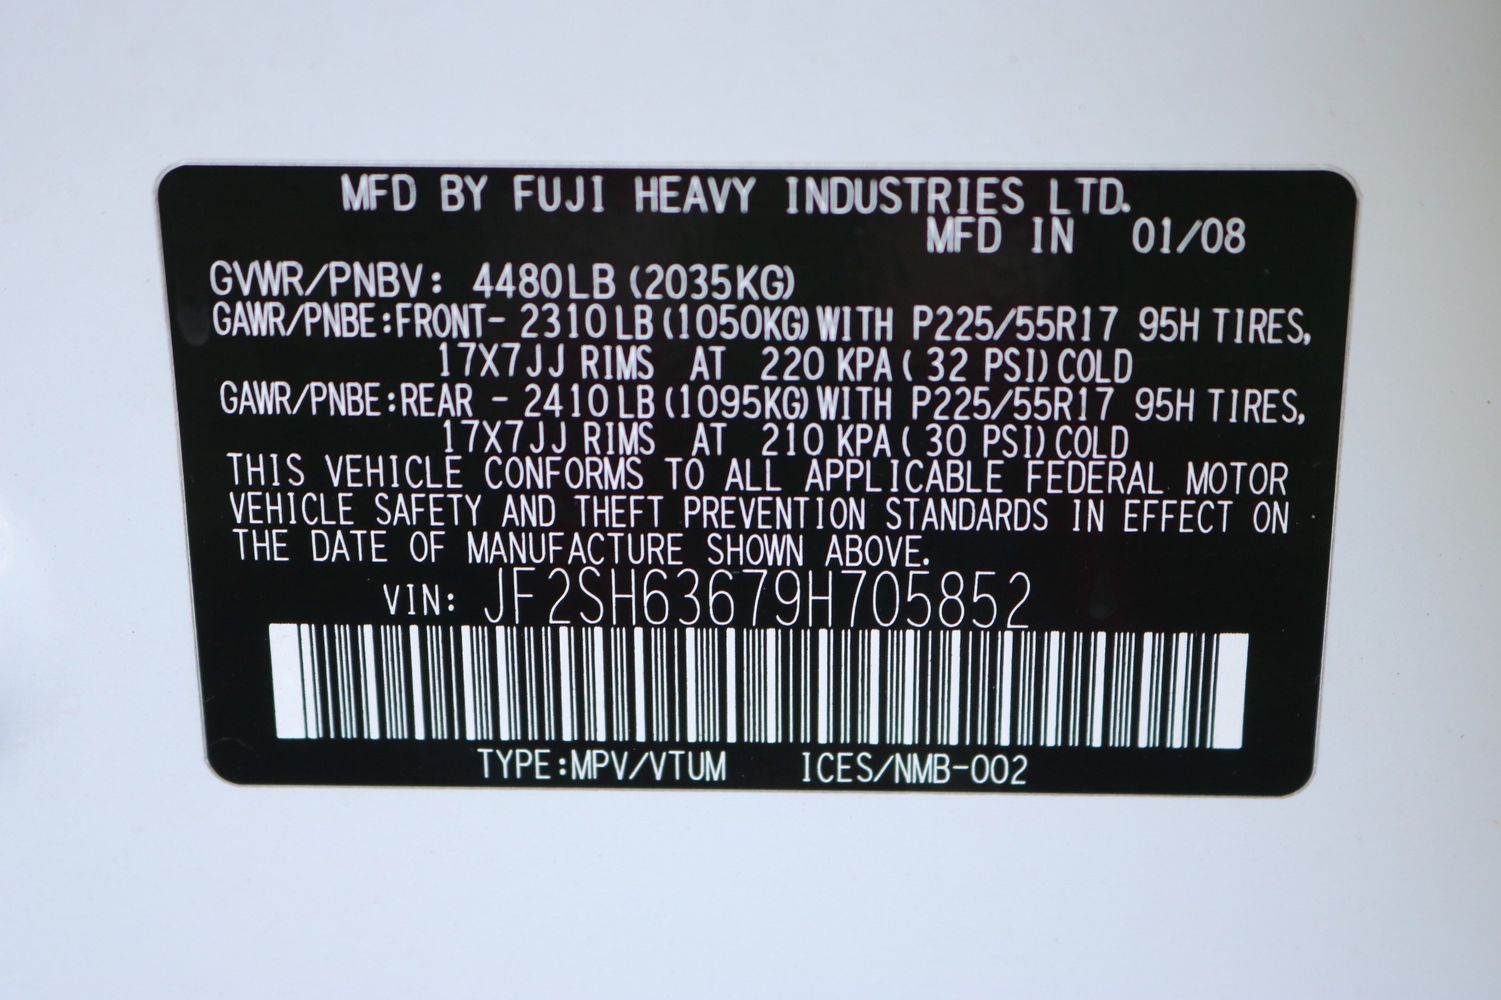 MFD BY FUJI HEAVY INDUSTRIES LTD.
MFD IN 01/08
GVWR/PNBV: 4480LB (2035KG)
GAWR/PNBE:FRONT- 2310LB (1050KG) WITH P225/55R17 95H TIRES,
17X7JJ RIMS AT 220 KPA ( 32 PSI) COLD
GAWR/PNBE:REAR - 2410LB (1095KG) WITH P225/55R17 95H TIRES,
17X7JJ RIMS AT 210 KPA ( 30 PSI) COLD
THIS VEHICLE CONFORMS TO ALL APPLICABLE FEDERAL MOTOR
VEHICLE SAFETY AND THEFT PREVENTION STANDARDS IN EFFECT ON
THE DATE OF MANUFACTURE SHOWN ABOVE.
VIN: JF2SH63679H705852
TYPE:MPV/VTUM ICES/NMB-002